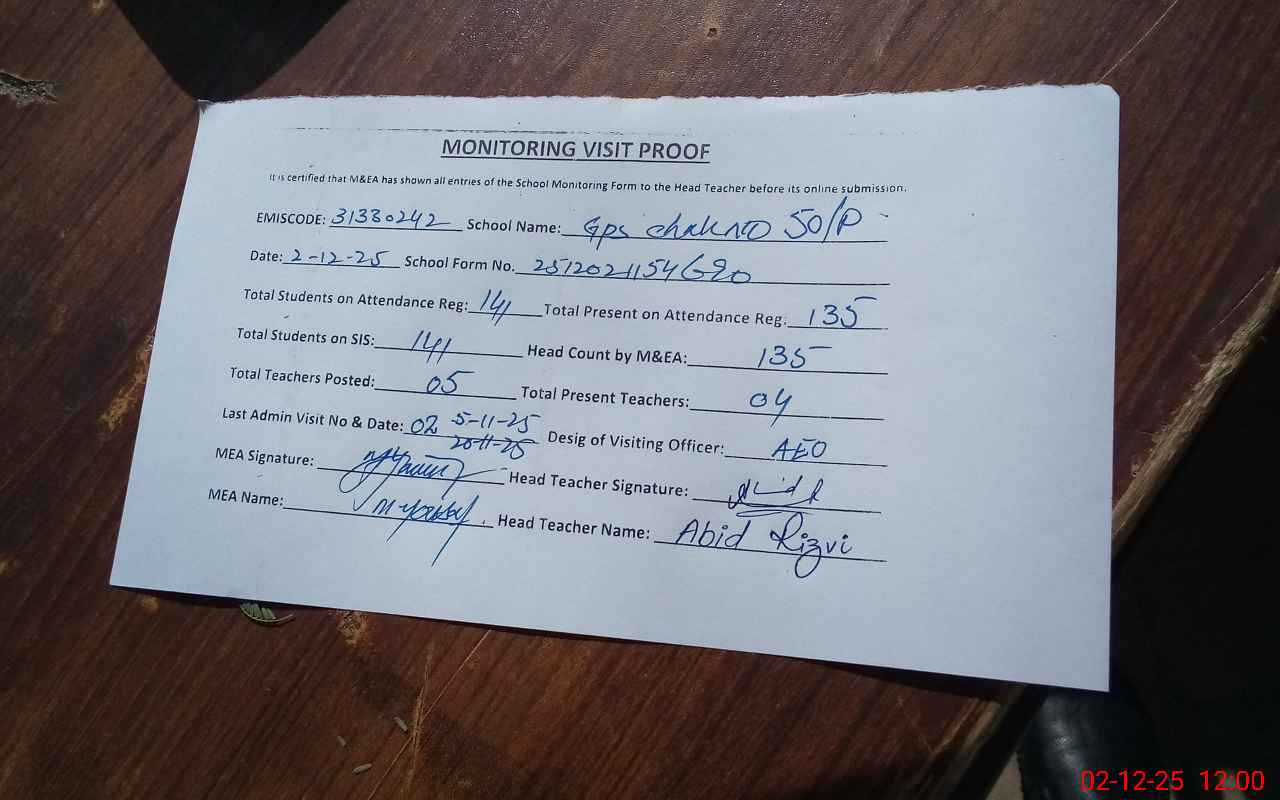 MONITORING VISIT PROOF
It is certified that M&EA has shown all entries of the School Monitoring Form to the Head Teacher before its online submission.
EMISCODE: 31330242 School Name: Gps chak no 50/P
Date: 2-12-25 School Form No. 2512021154620
Total Students on Attendance Reg: 141 Total Present on Attendance Reg: 135
Total Students on SIS: 141 Head Count by M&EA: 135
Total Teachers Posted: 05 Total Present Teachers: 04
Last Admin Visit No & Date: 02 5-11-25 20-11-25 Desig of Visiting Officer: AEO
MEA Signature: Head Teacher Signature:
MEA Name: M yousaf Head Teacher Name: Abid Rizvi
02-12-25 12:00